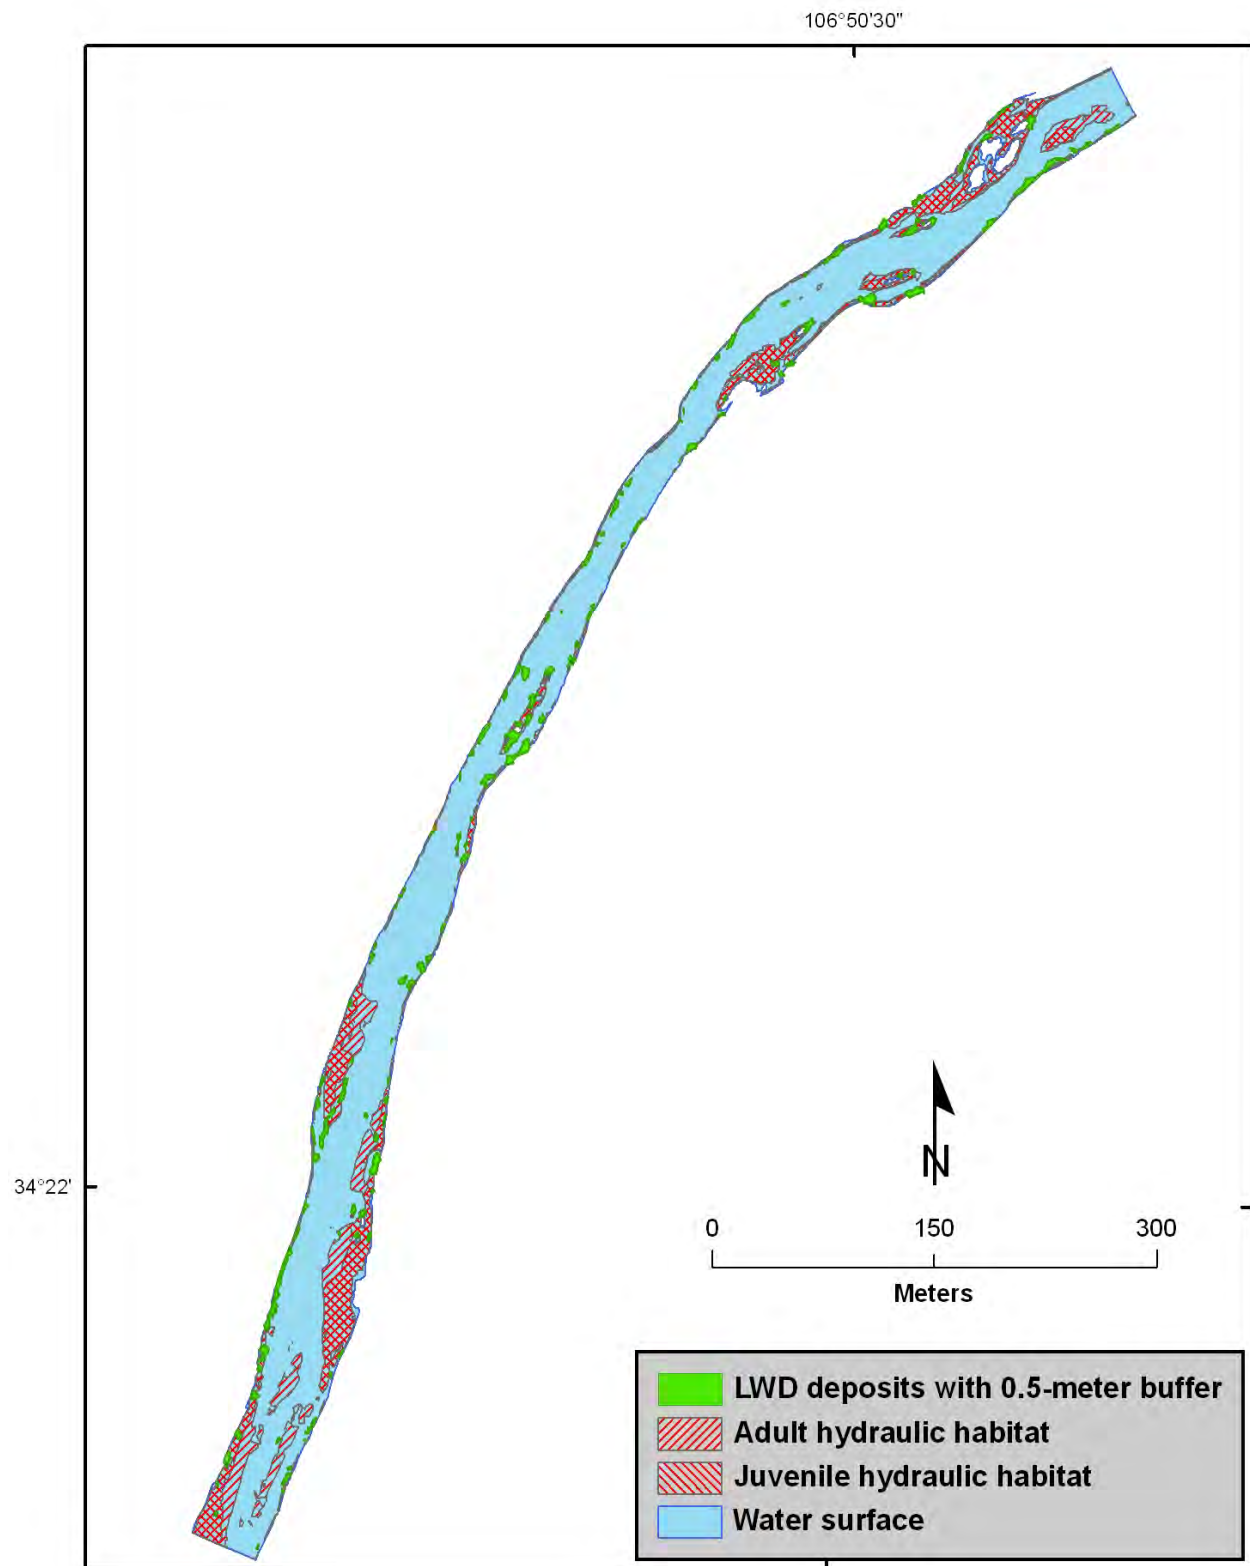 106°50'30"
34°22'
N
0 150 300
Meters
LWD deposits with 0.5-meter buffer
Adult hydraulic habitat
Juvenile hydraulic habitat
Water surface